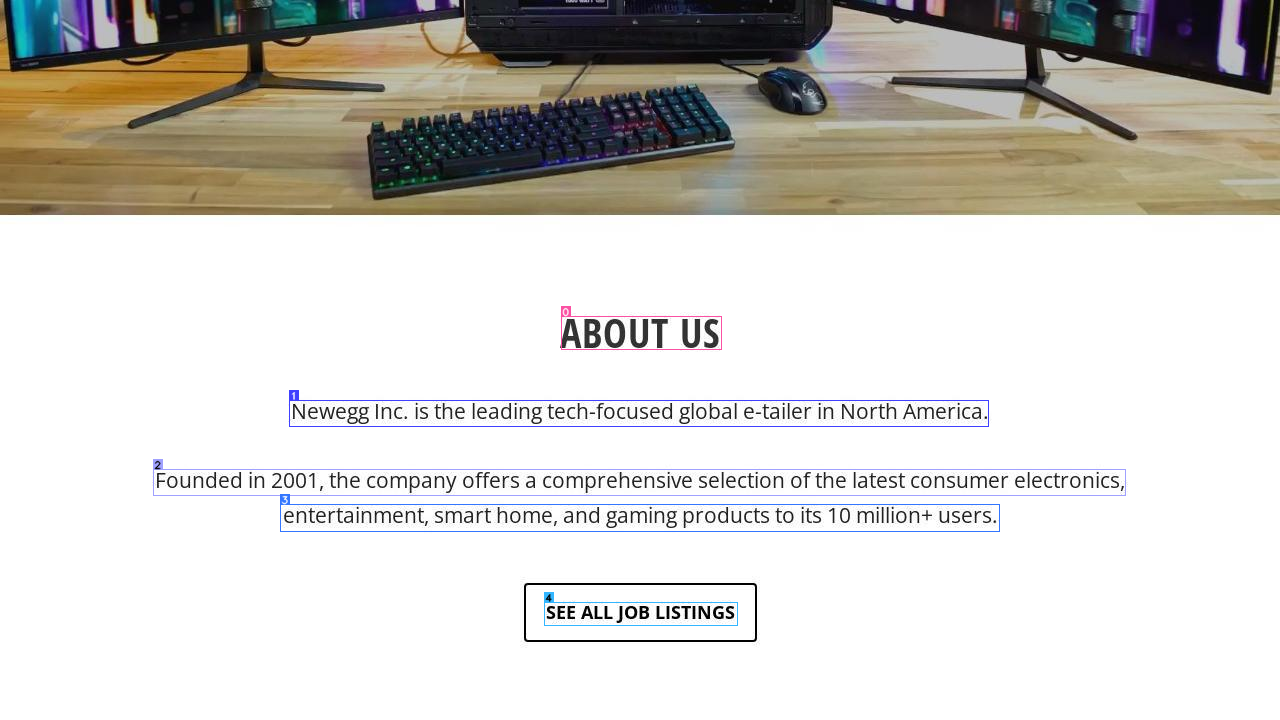 ABOUT US
Newegg Inc. is the leading tech-focused global e-tailer in North America.
Founded in 2001, the company offers a comprehensive selection of the latest consumer electronics,
entertainment, smart home, and gaming products to its 10 million+ users.
SEE ALL JOB LISTINGS